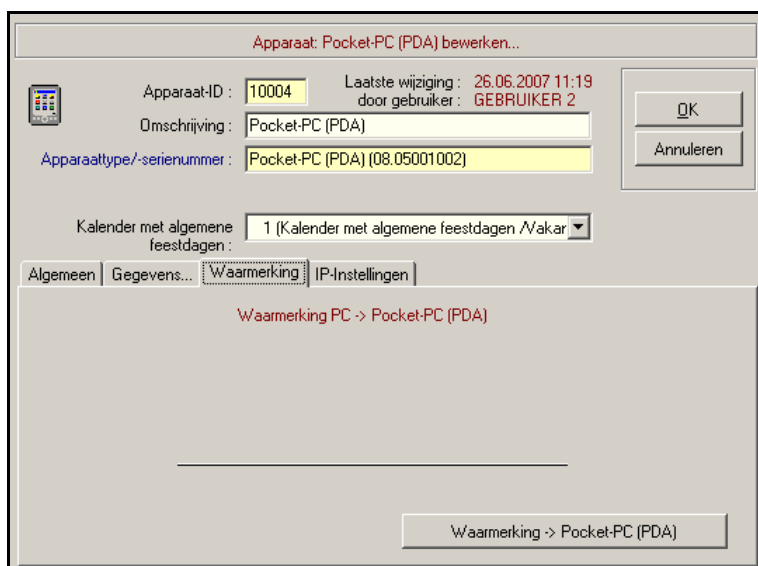 Apparaat: Pocket-PC (PDA) bewerken...
Apparaat-ID : 10004 Laatste wijziging : 26.06.2007 11:19
door gebruiker : GEBRUIKER 2
Omschrijving : Pocket-PC (PDA)
Apparaattype/-serienummer : Pocket-PC (PDA) (08.05001002)
OK
Annuleren
Kalender met algemene feestdagen : 1 (Kalender met algemene feestdagen /Vakar
Algemeen Gegevens... Waarmerking IP-Instellingen
Waarmerking PC -> Pocket-PC (PDA)
Waarmerking -> Pocket-PC (PDA)